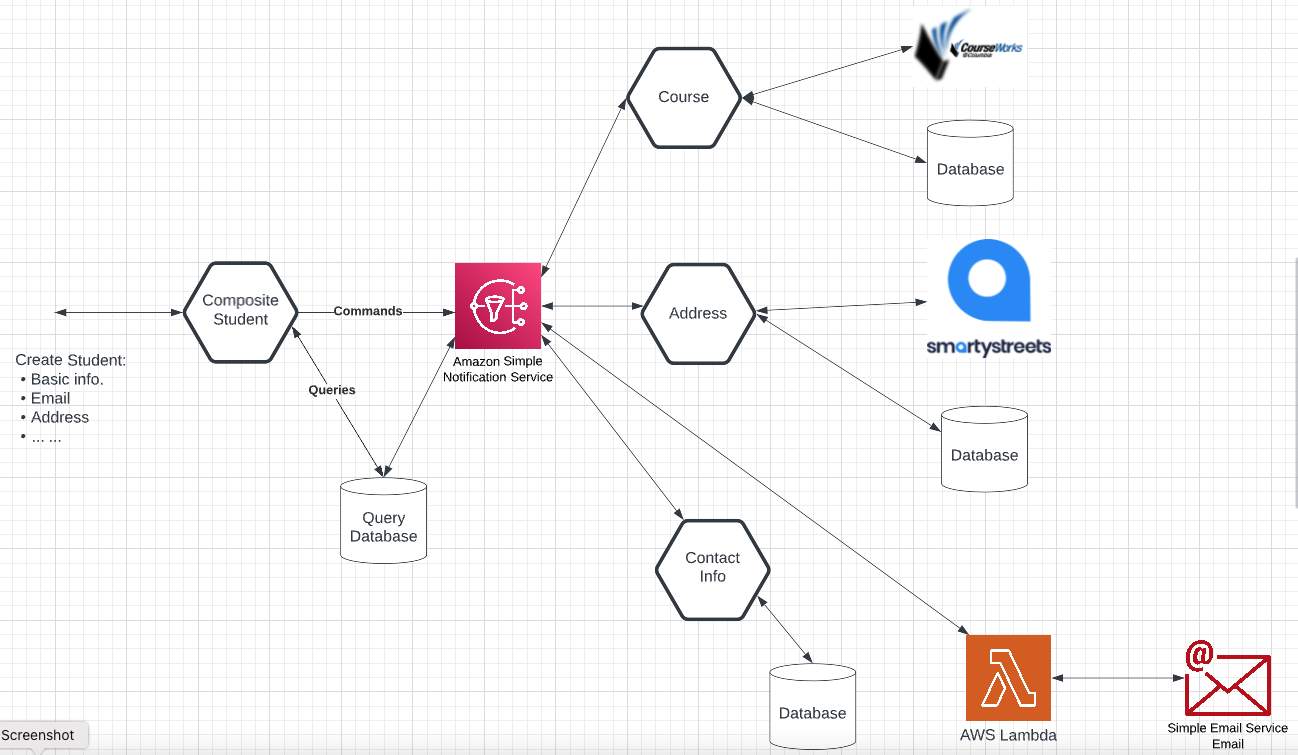 CourseWorks
@Columbia
Course
Database
Composite
Student
Commands
Amazon Simple
Notification Service
Address
smartystreets
Create Student:
• Basic info.
• Email
• Address
• ... ...
Queries
Database
Query
Database
Contact
Info
Database
@
AWS Lambda
Simple Email Service
Email
Screenshot